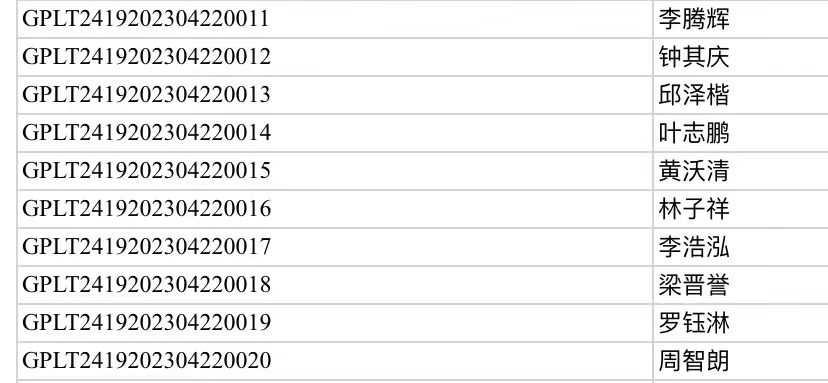 GPLT2419202304220011 李腾辉
GPLT2419202304220012 钟其庆
GPLT2419202304220013 邱泽楷
GPLT2419202304220014 叶志鹏
GPLT2419202304220015 黄沃清
GPLT2419202304220016 林子祥
GPLT2419202304220017 李浩泓
GPLT2419202304220018 梁晋誉
GPLT2419202304220019 罗钰淋
GPLT2419202304220020 周智朗